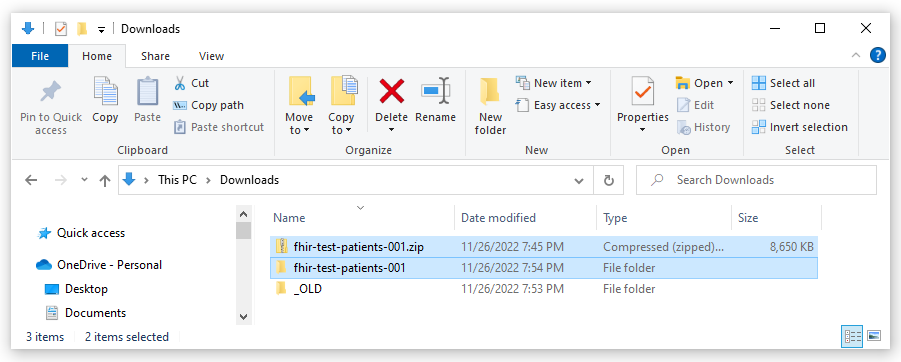 Downloads
File Home Share View
Pin to Quick access
Copy
Paste
Cut
Copy path
Paste shortcut
Clipboard
Move to
Copy to
Delete
Rename
Organize
New folder
New item
Easy access
New
Properties
Open
Edit
History
Open
Select all
Select none
Invert selection
Select
This PC > Downloads
Search Downloads
Quick access
OneDrive - Personal
Desktop
Documents
Name Date modified Type Size
fhir-test-patients-001.zip 11/26/2022 7:45 PM Compressed (zipped)... 8,650 KB
fhir-test-patients-001 11/26/2022 7:54 PM File folder
_OLD 11/26/2022 7:53 PM File folder
3 items 2 items selected